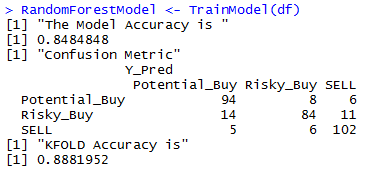 > RandomForestModel <- TrainModel(df)
[1] "The Model Accuracy is "
[1] 0.8484848
[1] "Confusion Metric"
Y_Pred
Potential_Buy Risky_Buy SELL
Potential_Buy 94 8 6
Risky_Buy 14 84 11
SELL 5 6 102
[1] "KFOLD Accuracy is"
[1] 0.8881952